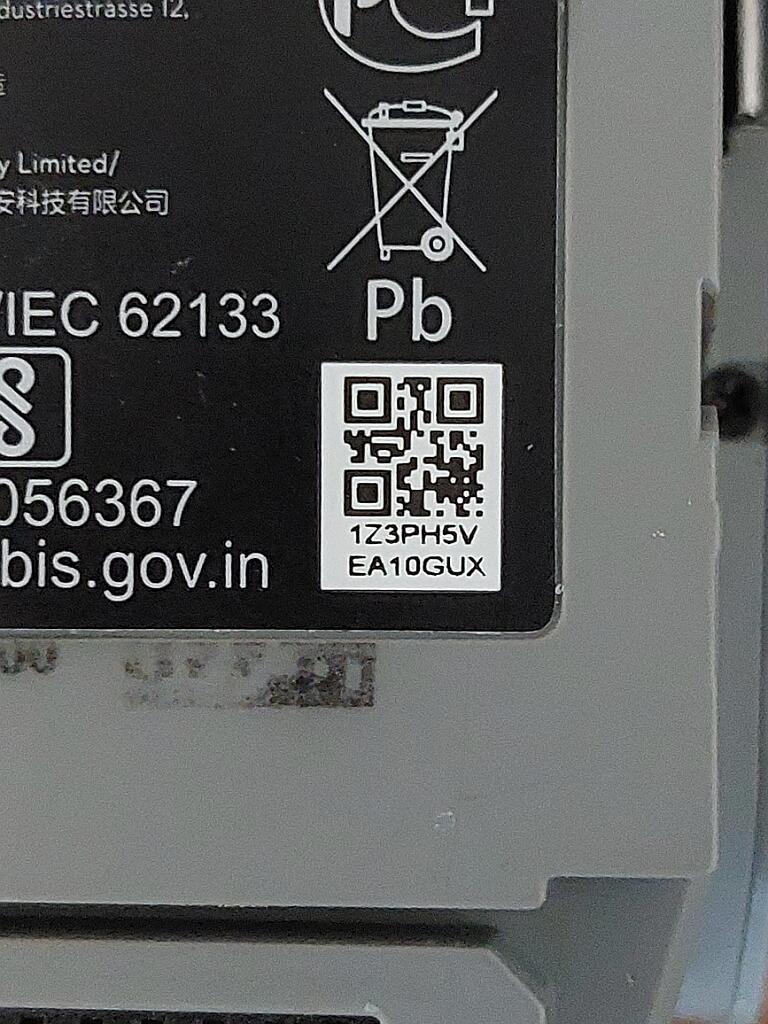 dustriestrasse 12,
y Limited/
安科技有限公司
/IEC 62133
Pb
056367
bis.gov.in
1Z3PH5V
EA10GUX